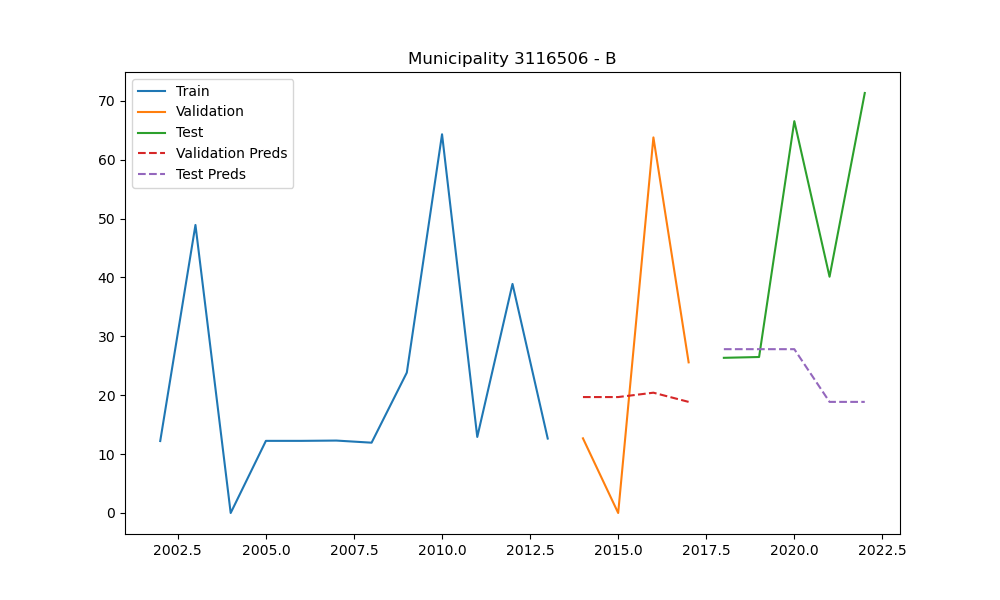 Municipality 3116506 - B
Train
Validation
Test
Validation Preds
Test Preds
70
60
50
40
30
20
10
0
2002.5 2005.0 2007.5 2010.0 2012.5 2015.0 2017.5 2020.0 2022.5